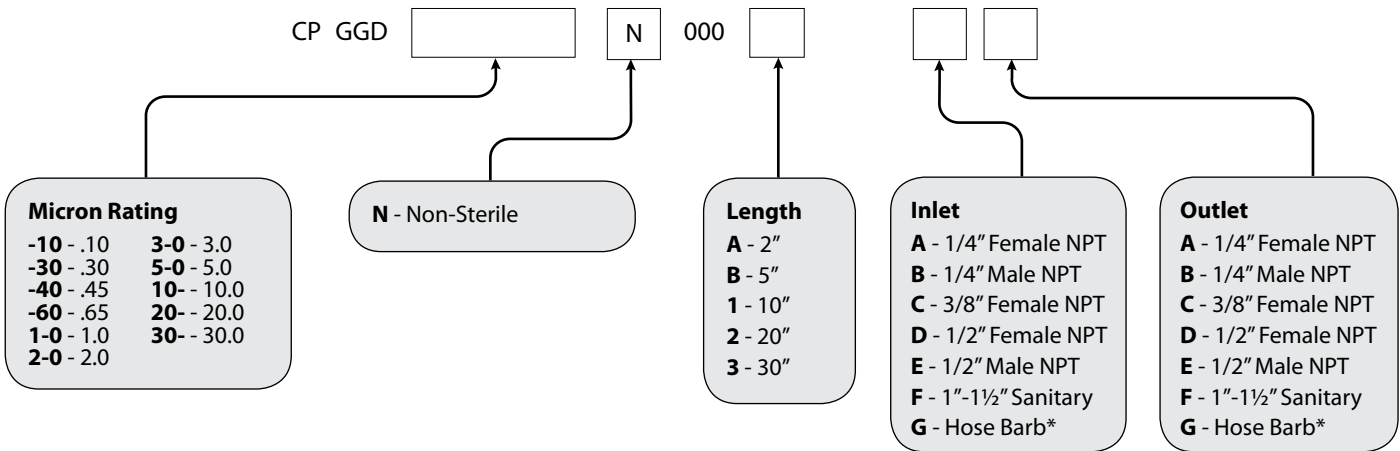 CP GGD N 000
Micron Rating
-10 - .10 3-0 - 3.0
-30 - .30 5-0 - 5.0
-40 - .45 10- - 10.0
-60 - .65 20- - 20.0
1-0 - 1.0 30- - 30.0
2-0 - 2.0
N - Non-Sterile
Length
A - 2”
B - 5”
1 - 10”
2 - 20”
3 - 30”
Inlet
A - 1/4” Female NPT
B - 1/4” Male NPT
C - 3/8” Female NPT
D - 1/2” Female NPT
E - 1/2” Male NPT
F - 1”-1½” Sanitary
G - Hose Barb*
Outlet
A - 1/4” Female NPT
B - 1/4” Male NPT
C - 3/8” Female NPT
D - 1/2” Female NPT
E - 1/2” Male NPT
F - 1”-1½” Sanitary
G - Hose Barb*